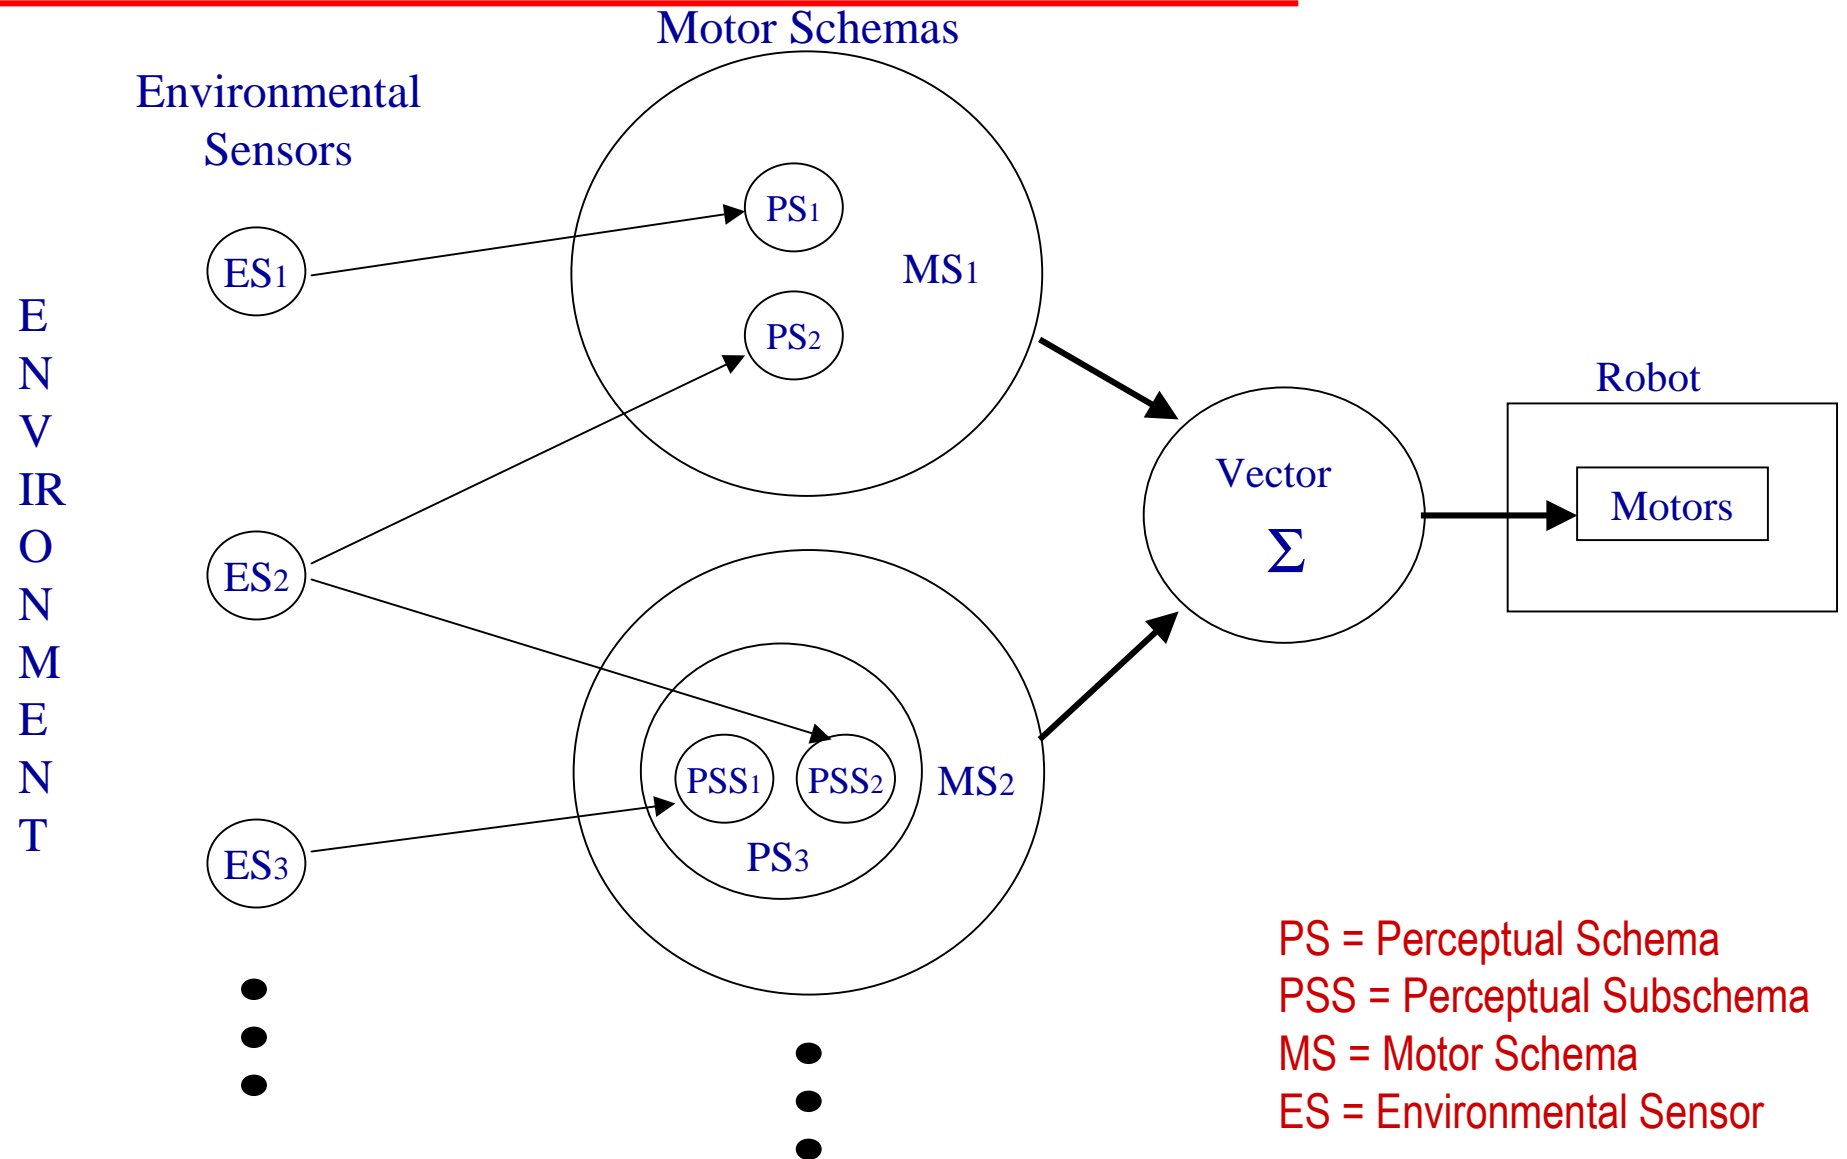 Motor Schemas
Environmental
Sensors
E
N
V
IR
O
N
M
E
N
T
ES1
ES2
ES3
PS1
PS2
MS1
PSS1
PSS2
PS3
MS2
Vector
Σ
Robot
Motors
PS = Perceptual Schema
PSS = Perceptual Subschema
MS = Motor Schema
ES = Environmental Sensor